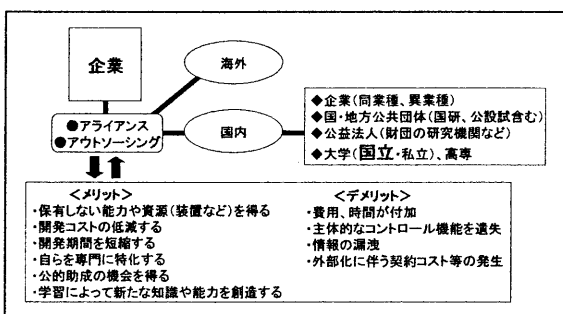 企業
海外
●アライアンス
●アウトソーシング
国内
◆企業(同業種、異業種)
◆国・地方公共団体(国研、公設試含む)
◆公益法人(財団の研究機関など)
◆大学(国立・私立)、高専
<メリット>
・保有しない能力や資源(装置など)を得る
・開発コストの低減する
・開発期間を短縮する
・自らを専門に特化する
・公的助成の機会を得る
・学習によって新たな知識や能力を創造する
<デメリット>
・費用、時間が付加
・主体的なコントロール機能を遺失
・情報の漏洩
・外部化に伴う契約コスト等の発生